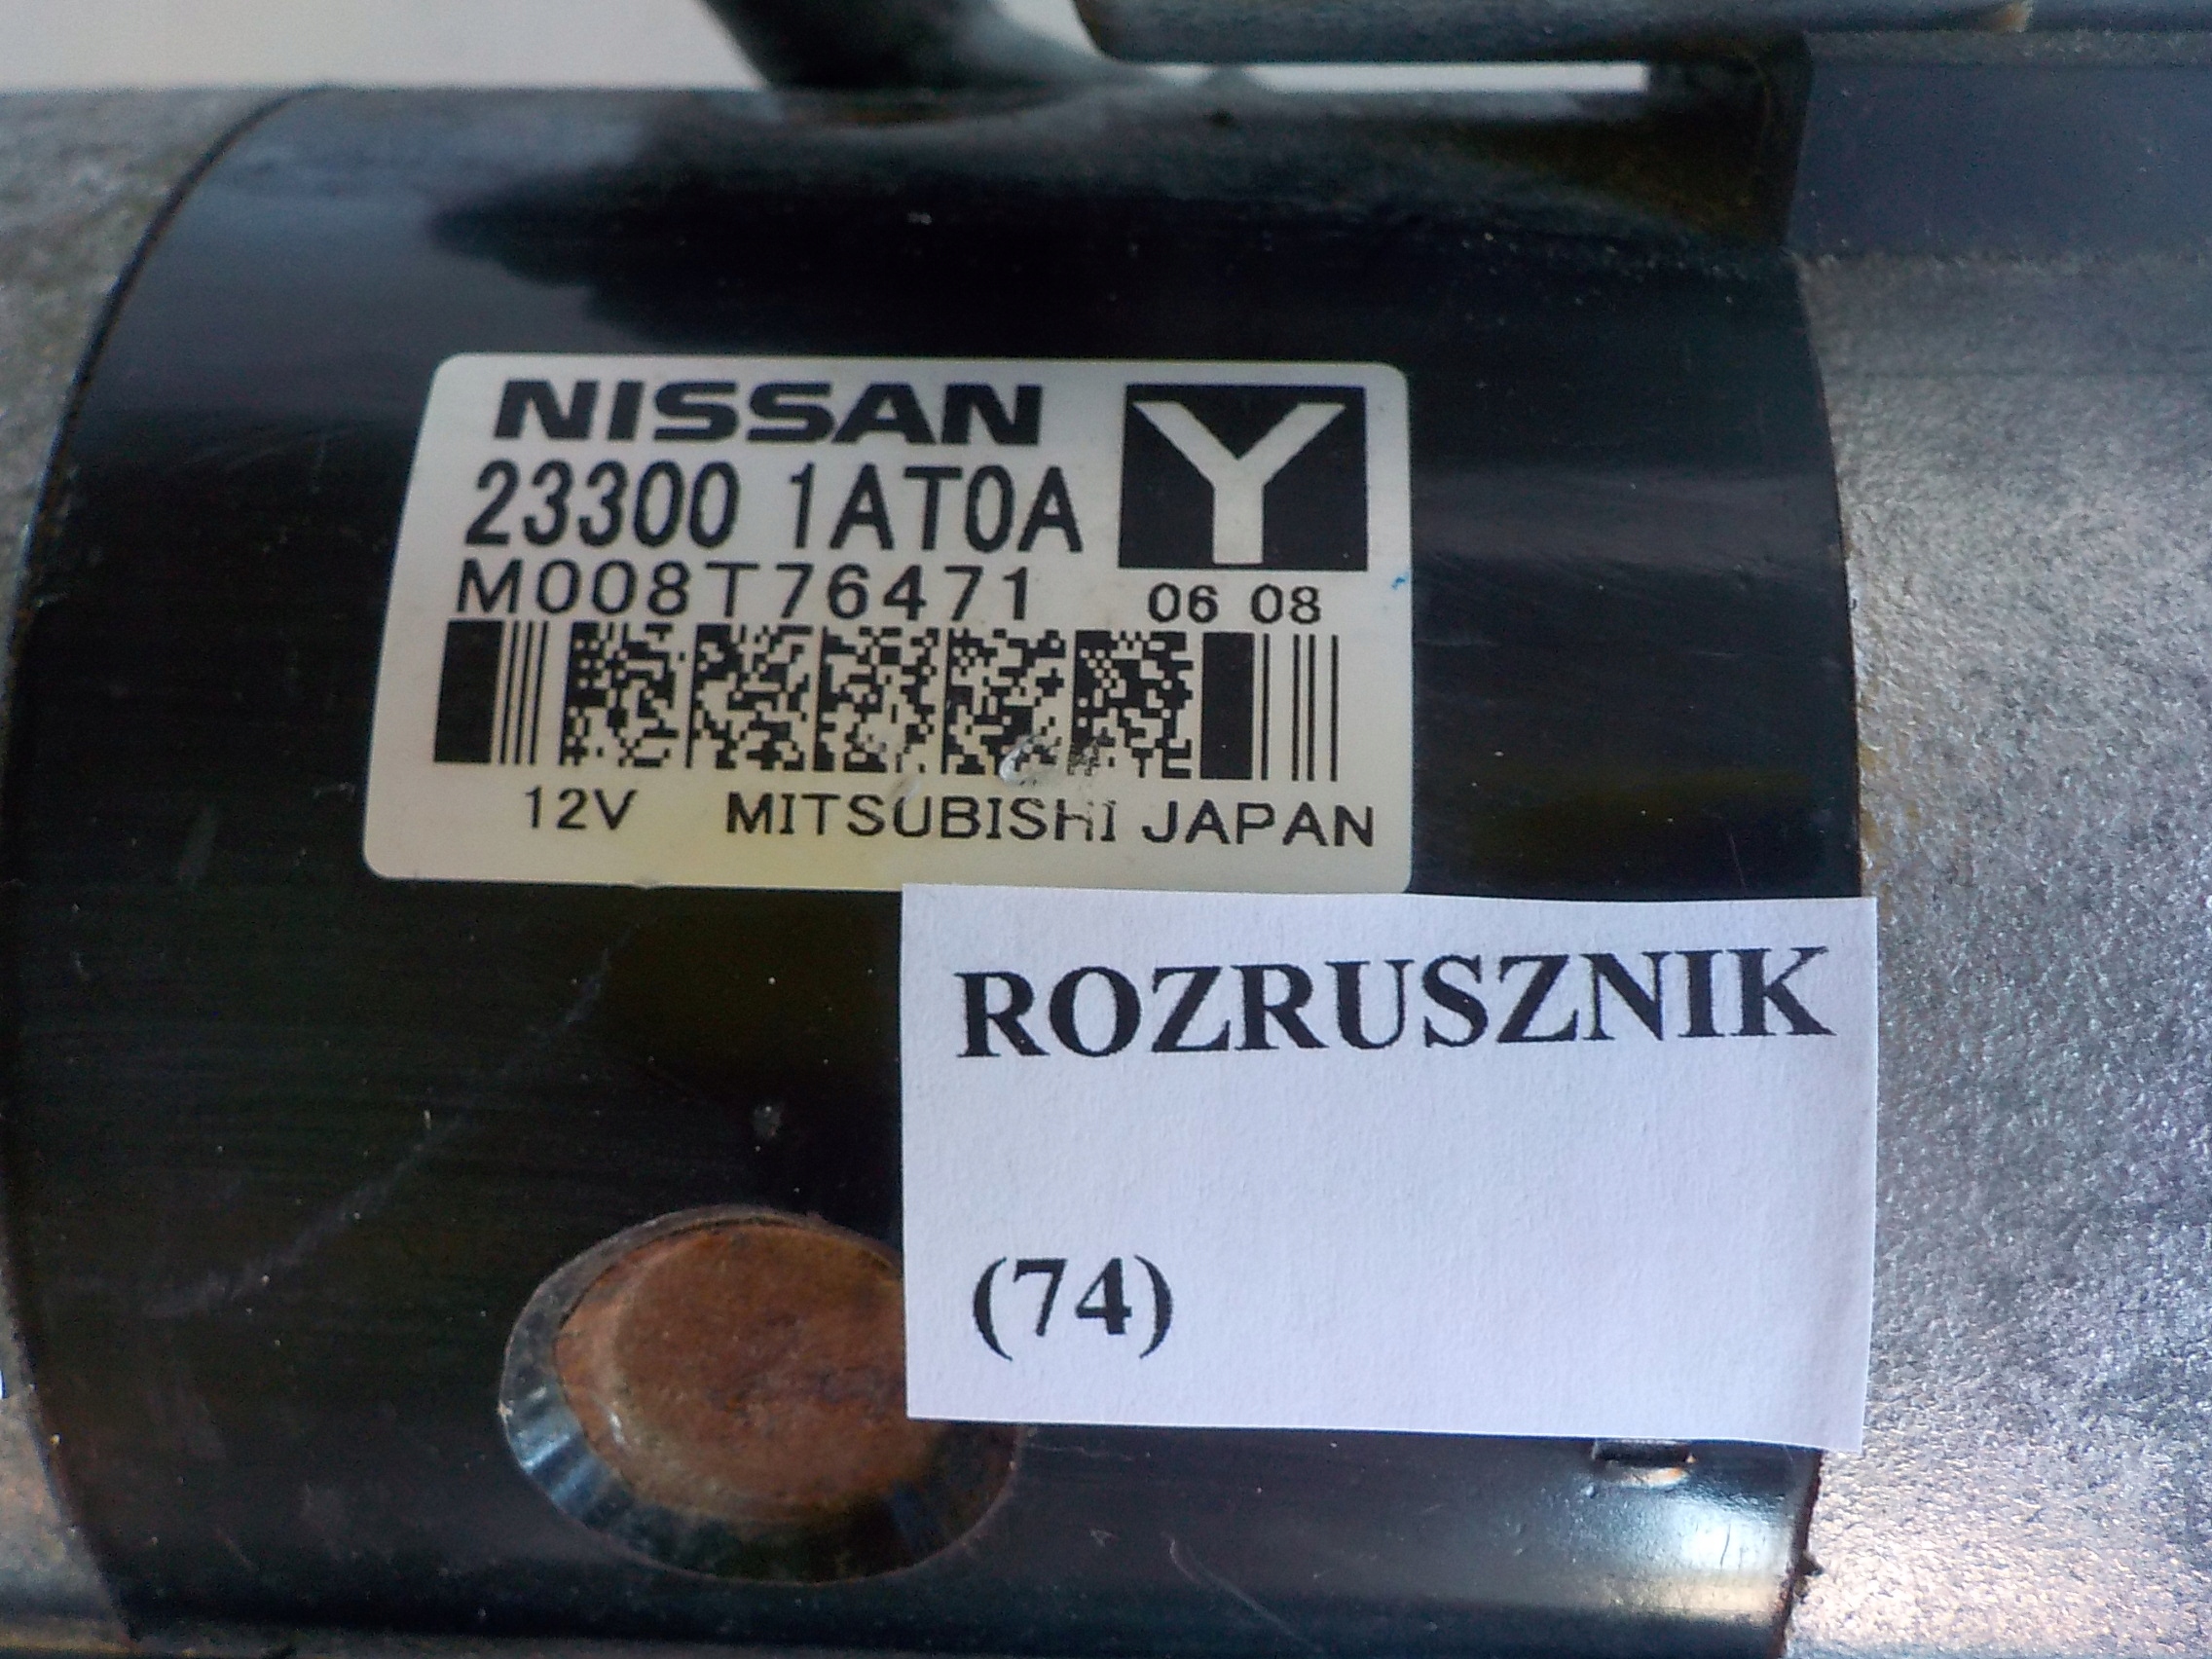 NISSAN
Y
23300 1AT0A
M008T76471
06 08
12V MITSUBISHI JAPAN
ROZRUSZNIK
(74)